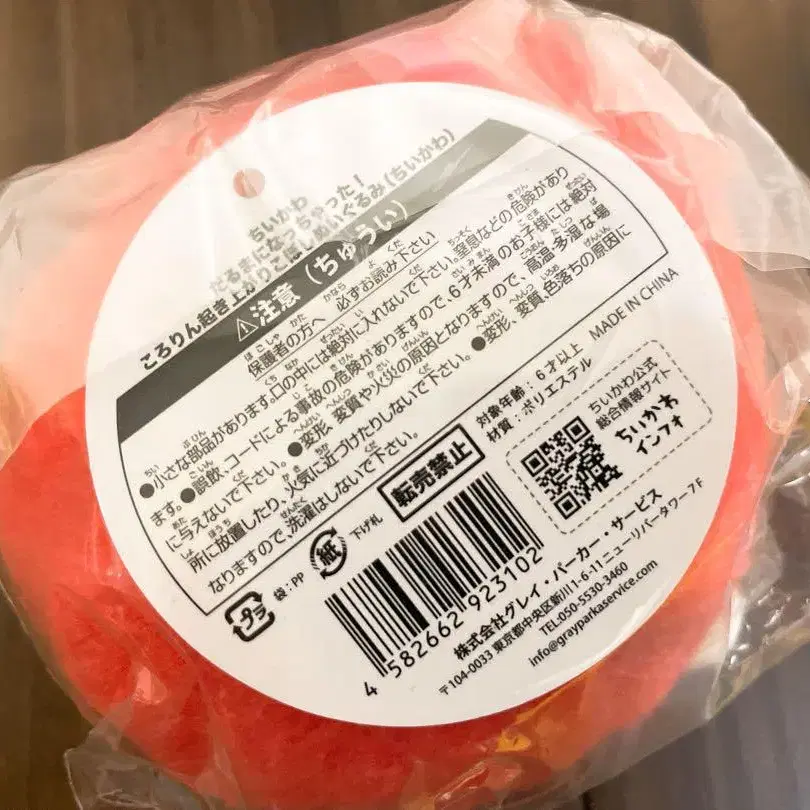 ちいかわ
だるまになっちゃった！
ころりん起き上がりこぼしぬいぐるみ(ちいかわ)
⚠注意（ちゅうい）
保護者の方へ 必ずお読み下さい
●小さな部品があります。口の中には絶対に入れないで下さい。窒息などの危険があり
ます。●誤飲、コードによる事故の危険がありますので、6才未満のお子様には絶対
に与えないで下さい。●変形、変質や火災の原因となりますので、高温・多湿な場
所に放置したり、火気に近づけたりしないで下さい。●変形、変質、色落ちの原因に
なりますので、洗濯はしないで下さい。
対象年齢：6才以上
材質：ポリエステル
MADE IN CHINA
転売禁止
ちいかわ公式
総合情報サイト
ちいかわ
インフォ
プラ
袋：PP
紙
下げ札
4 582662 923102
株式会社グレイ・パーカー・サービス
〒104-0033 東京都中央区新川1-6-11ニューリバータワー7F
TEL:050-5530-3460
info@grayparkaservice.com